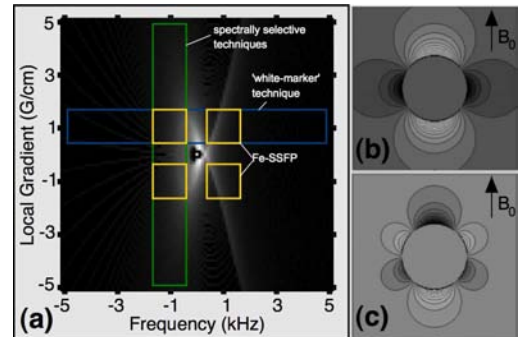 5
3
1
-1
-3
-5
Local Gradient (G/cm)
-5
-3
-1
1
3
5
Frequency (kHz)
spectrally selective
techniques
'white-marker'
technique
Fe-SSFP
P
(a)
B0
(b)
B0
(c)